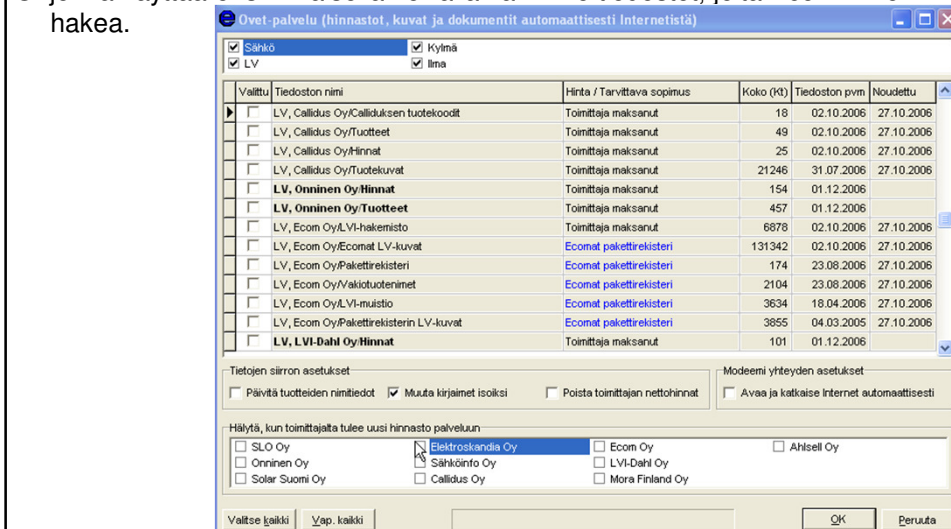 hakea.
Ovet-palvelu (hinnastot, kuvat ja dokumentit automaattisesti Internetistä)
Sähkö Kylmä
LV Ilma
Valittu Tiedoston nimi Hinta / Tarvittava sopimus Koko (Kt) Tiedoston pvm Noudettu
LV, Callidus Oy/Calliduksen tuotekoodit Toimittaja maksanut 18 02.10.2006 27.10.2006
LV, Callidus Oy/Tuotteet Toimittaja maksanut 49 02.10.2006 27.10.2006
LV, Callidus Oy/Hinnat Toimittaja maksanut 25 02.10.2006 27.10.2006
LV, Callidus Oy/Tuotekuvat Toimittaja maksanut 21246 31.07.2006 27.10.2006
LV, Onninen Oy/Hinnat Toimittaja maksanut 154 01.12.2006
LV, Onninen Oy/Tuotteet Toimittaja maksanut 457 01.12.2006
LV, Ecom Oy/LVI-hakemisto Toimittaja maksanut 6878 02.10.2006 27.10.2006
LV, Ecom Oy/Ecomat LV-kuvat Ecomat pakettirekisteri 131342 02.10.2006 27.10.2006
LV, Ecom Oy/Pakettirekisteri Ecomat pakettirekisteri 174 23.08.2006 27.10.2006
LV, Ecom Oy/Vakiotuotenimet Ecomat pakettirekisteri 2104 23.08.2006 27.10.2006
LV, Ecom Oy/LVI-muistio Ecomat pakettirekisteri 3634 18.04.2006 27.10.2006
LV, Ecom Oy/Pakettirekisterin LV-kuvat Ecomat pakettirekisteri 3855 04.03.2005 27.10.2006
LV, LVI-Dahl Oy/Hinnat Toimittaja maksanut 101 01.12.2006
Tietojen siirron asetukset Modeemi yhteyden asetukset
Päivitä tuotteiden nimitiedot Muuta kirjaimet isoiksi Poista toimittajan nettohinnat Avaa ja katkaise Internet automaattisesti
Hälytä, kun toimittajalta tulee uusi hinnasto palveluun
SLO Oy Elektroskandia Oy Ecom Oy Ahlsell Oy
Onninen Oy Sähköinfo Oy LVI-Dahl Oy
Solar Suomi Oy Callidus Oy Mora Finland Oy
Valitse kaikki Vap. kaikki OK Peruuta